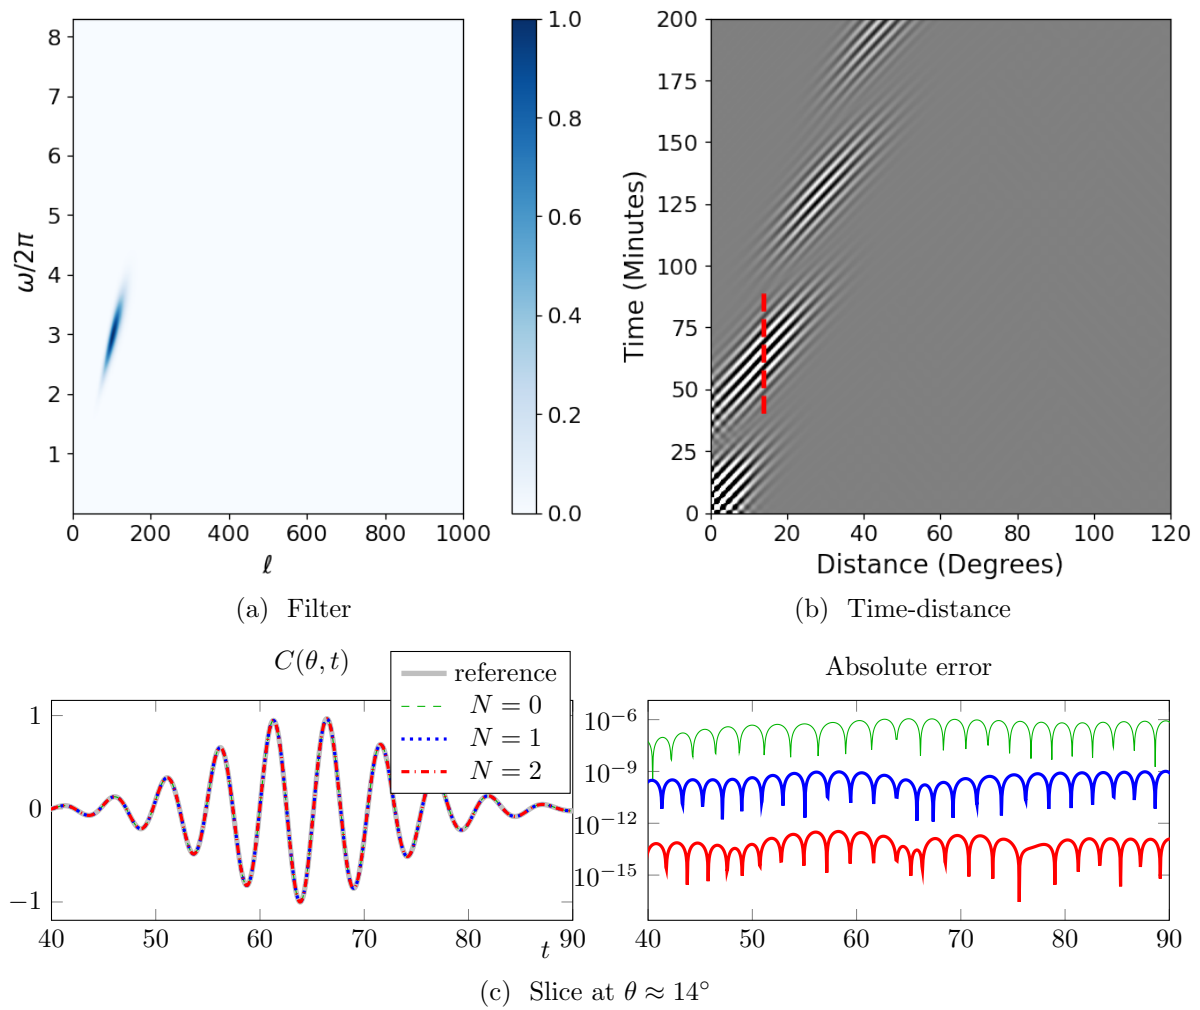 8
7
6
5
4
3
2
1
ω/2π
0 200 400 600 800 1000
ℓ
1.0
0.8
0.6
0.4
0.2
0.0
(a) Filter
200
175
150
125
100
75
50
25
0
Time (Minutes)
0 20 40 60 80 100 120
Distance (Degrees)
(b) Time-distance
C(θ, t)
reference
N = 0
N = 1
N = 2
1
0
−1
40 50 60 70 80 90
t
Absolute error
10⁻⁶
10⁻⁹
10⁻¹²
10⁻¹⁵
40 50 60 70 80 90
(c) Slice at θ ≈ 14°